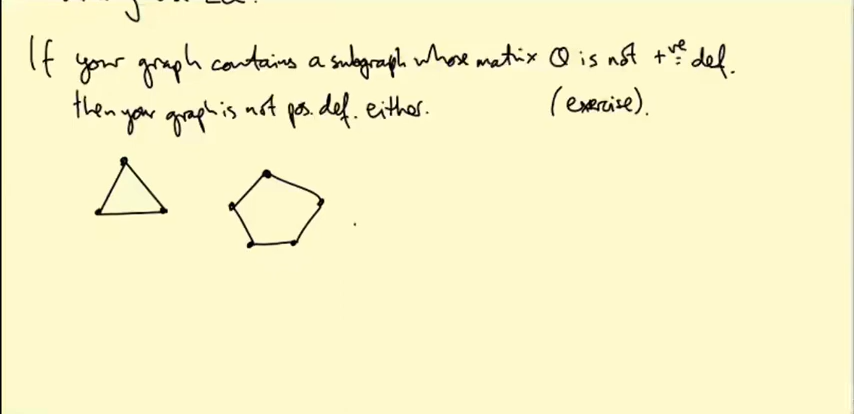 If your graph contains a subgraph whose matrix Q is not +ve def.
then your graph is not pos. def. either. (exercise).